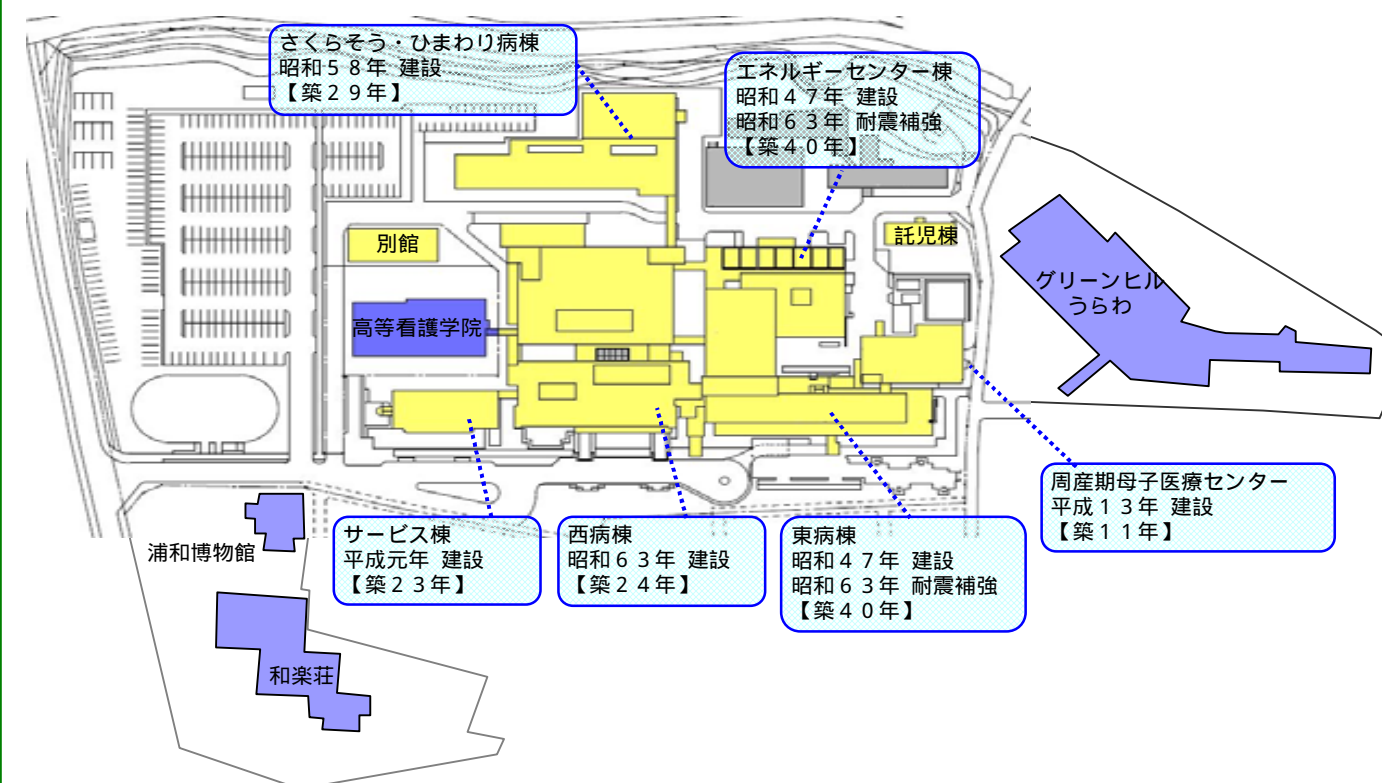 さくらそう・ひまわり病棟
昭和５８年 建設
【築２９年】
エネルギーセンター棟
昭和４７年 建設
昭和６３年 耐震補強
【築４０年】
別館
託児棟
グリーンヒル
うらわ
高等看護学院
周産期母子医療センター
平成１３年 建設
【築１１年】
サービス棟
平成元年 建設
【築２３年】
西病棟
昭和６３年 建設
【築２４年】
東病棟
昭和４７年 建設
昭和６３年 耐震補強
【築４０年】
浦和博物館
和楽荘